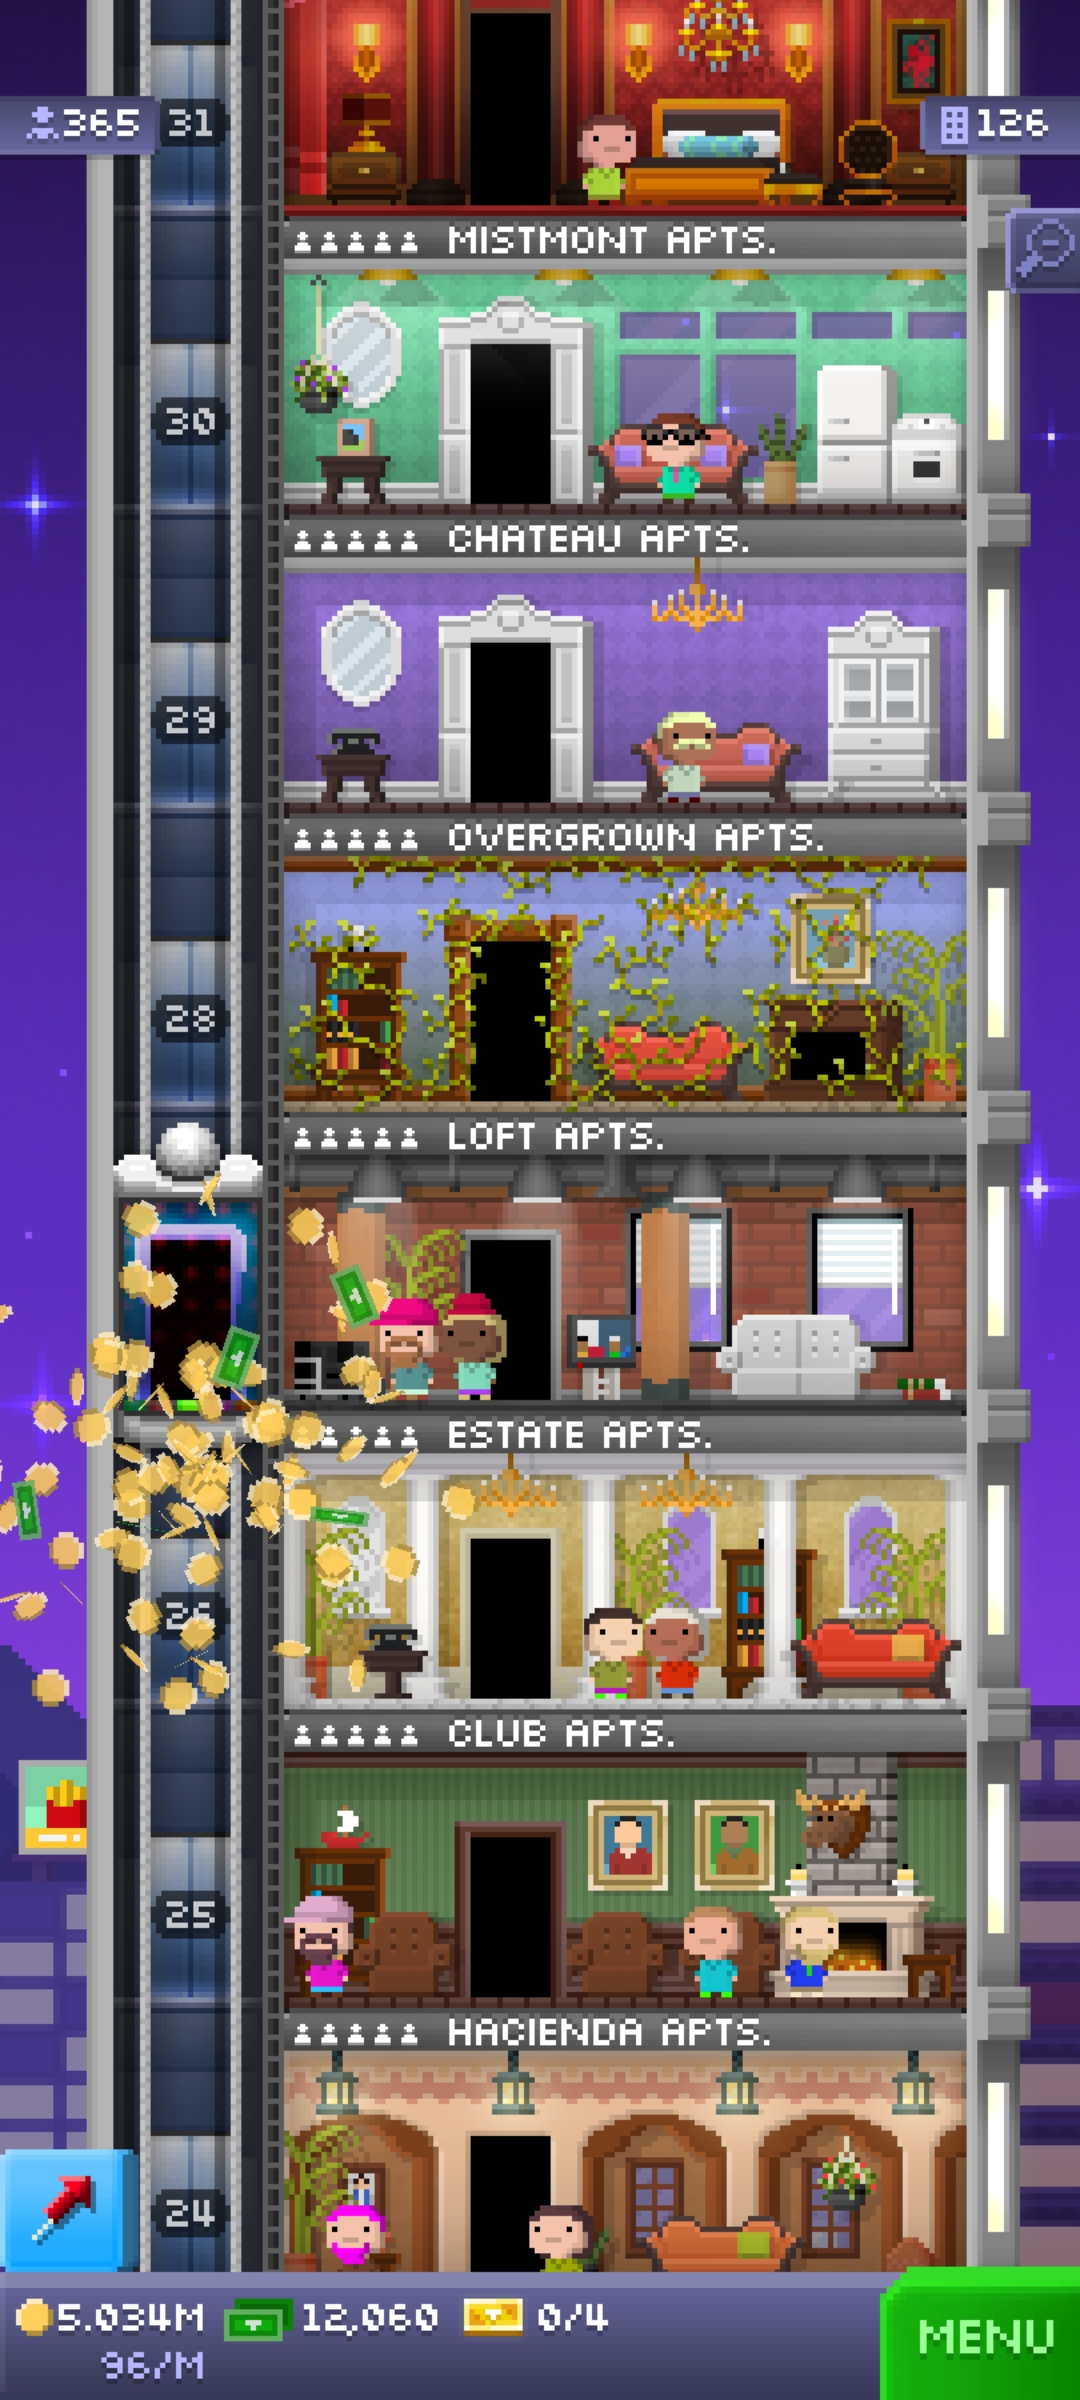 365
31
126
MISTMONT APTS.
30
CHATEAU APTS.
29
OVERGROWN APTS.
28
LOFT APTS.
ESTATE APTS.
26
CLUB APTS.
25
HACIENDA APTS.
24
5.034M
12,060
0/4
MENU
96/M